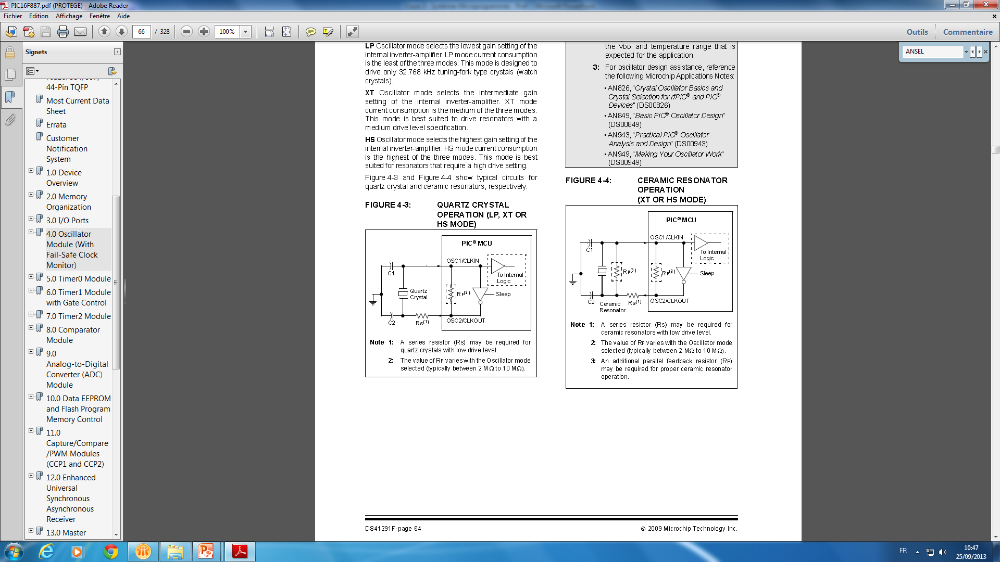 PIC16F887.pdf (PROTEGE) - Adobe Reader
Fichier Edition Affichage Fenêtre Aide
66 / 328
100%
Outils Commentaire
Signets
44-Pin TQFP
Most Current Data
Sheet
Errata
Customer
Notification
System
1.0 Device
Overview
2.0 Memory
Organization
3.0 I/O Ports
4.0 Oscillator
Module (With
Fail-Safe Clock
Monitor)
5.0 Timer0 Module
6.0 Timer1 Module
with Gate Control
7.0 Timer2 Module
8.0 Comparator
Module
9.0
Analog-to-Digital
Converter (ADC)
Module
10.0 Data EEPROM
and Flash Program
Memory Control
11.0
Capture/Compare
/PWM Modules
(CCP1 and CCP2)
12.0 Enhanced
Universal
Synchronous
Asynchronous
Receiver
13.0 Master
LP Oscillator mode selects the lowest gain setting of the
internal inverter-amplifier. LP mode current consumption
is the least of the three modes. This mode is designed to
drive only 32.768 kHz tuning-fork type crystals (watch
crystals).
XT Oscillator mode selects the intermediate gain
setting of the internal inverter-amplifier. XT mode
current consumption is the medium of the three modes.
This mode is best suited to drive resonators with a
medium drive level specification.
HS Oscillator mode selects the highest gain setting of the
internal inverter-amplifier. HS mode current consumption
is the highest of the three modes. This mode is best
suited for resonators that require a high drive setting.
Figure 4-3 and Figure 4-4 show typical circuits for
quartz crystal and ceramic resonators, respectively.
FIGURE 4-3: QUARTZ CRYSTAL
OPERATION (LP, XT OR
HS MODE)
PIC® MCU
OSC1/CLKIN
C1
To Internal
Logic
Quartz
Crystal
RF(2)
Sleep
C2
RS(1)
OSC2/CLKOUT
Note 1: A series resistor (RS) may be required for
quartz crystals with low drive level.
2: The value of RF varies with the Oscillator mode
selected (typically between 2 MΩ to 10 MΩ).
the VDD and temperature range that is
expected for the application.
3: For oscillator design assistance, reference
the following Microchip Applications Notes:
• AN826, "Crystal Oscillator Basics and
Crystal Selection for rfPIC® and PIC®
Devices" (DS00826)
• AN849, "Basic PIC® Oscillator Design"
(DS00849)
• AN943, "Practical PIC® Oscillator
Analysis and Design" (DS00943)
• AN949, "Making Your Oscillator Work"
(DS00949)
FIGURE 4-4: CERAMIC RESONATOR
OPERATION
(XT OR HS MODE)
PIC® MCU
OSC1/CLKIN
C1
To Internal
Logic
RP(3)
RF(2)
Sleep
C2
Ceramic
Resonator
RS(1)
OSC2/CLKOUT
Note 1: A series resistor (RS) may be required for
ceramic resonators with low drive level.
2: The value of RF varies with the Oscillator mode
selected (typically between 2 MΩ to 10 MΩ).
3: An additional parallel feedback resistor (RP)
may be required for proper ceramic resonator
operation.
DS41291F-page 64
© 2009 Microchip Technology Inc.
ANSEL
FR
10:47
25/09/2013